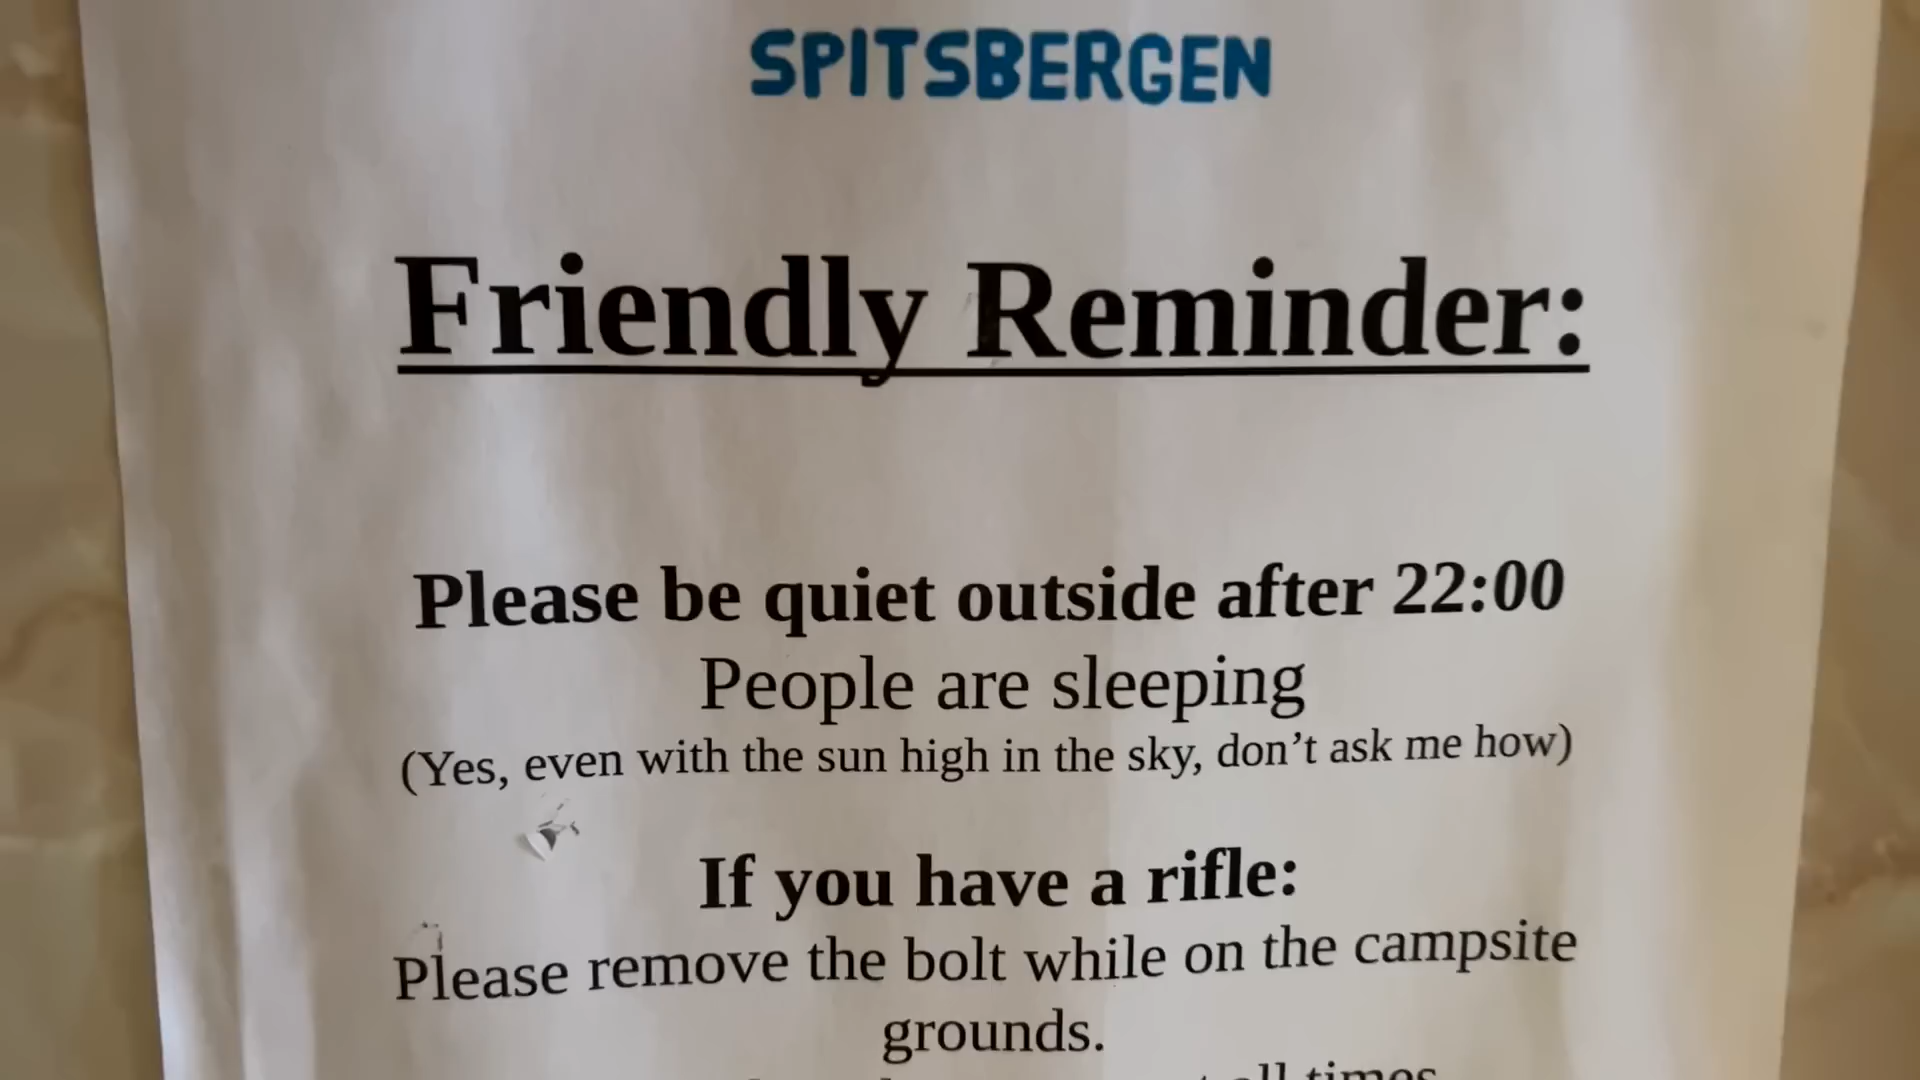 SPITSBERGEN
Friendly Reminder:
Please be quiet outside after 22:00
People are sleeping
(Yes, even with the sun high in the sky, don’t ask me how)
If you have a rifle:
Please remove the bolt while on the campsite
grounds.
all times